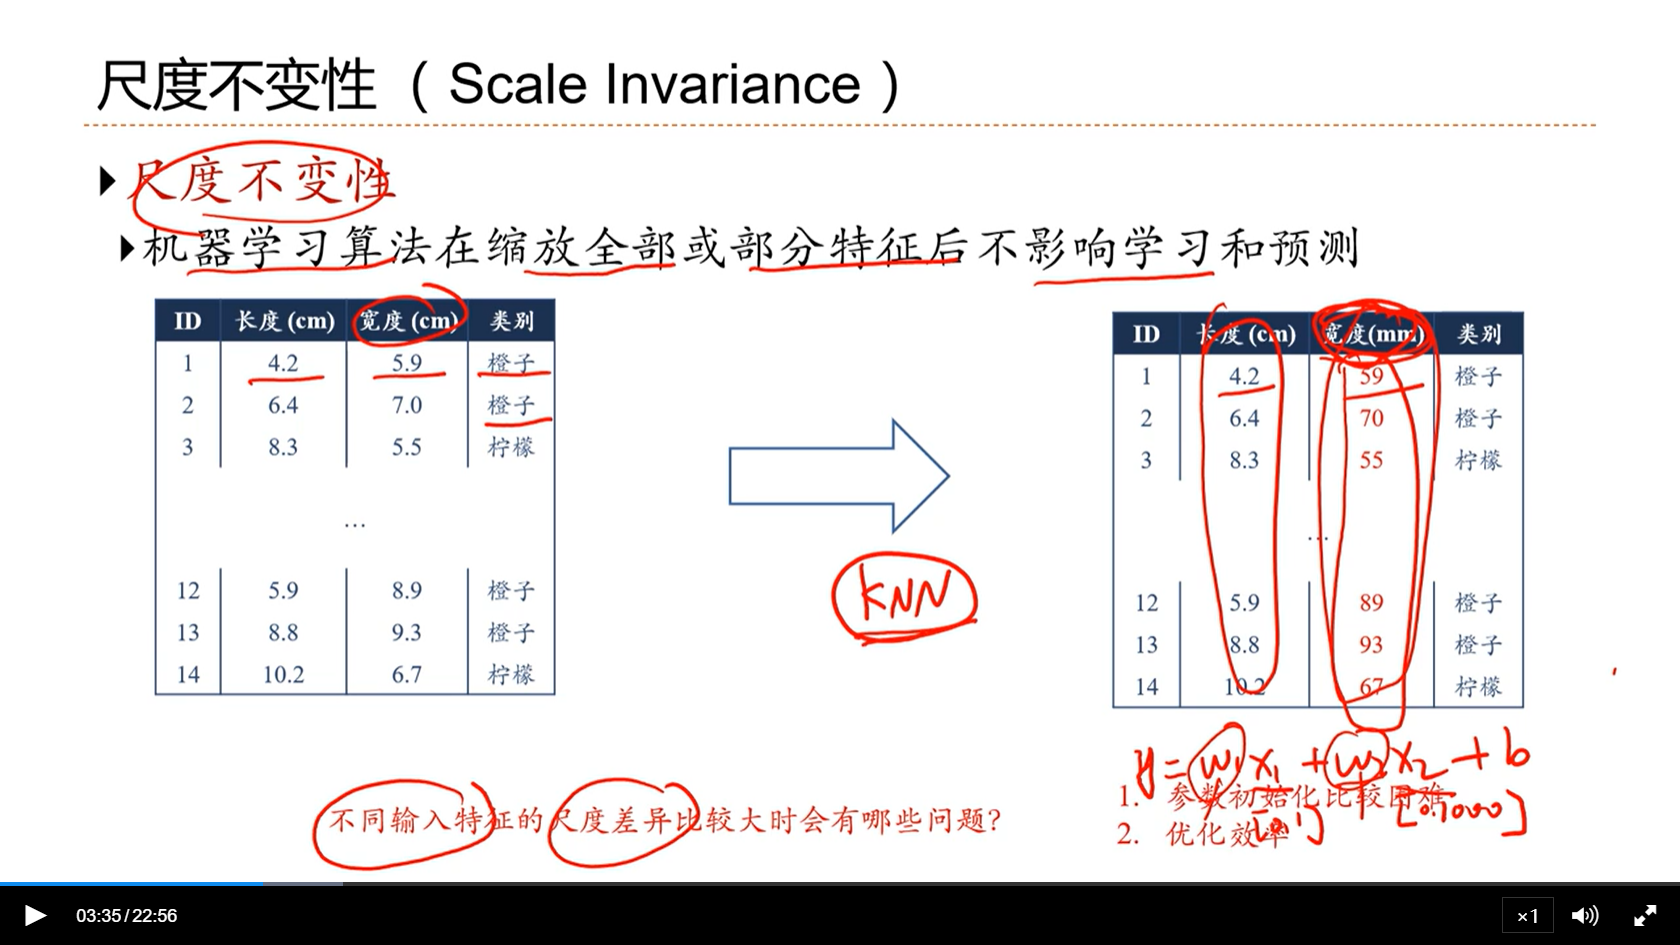 尺度不变性（Scale Invariance）
尺度不变性
机器学习算法在缩放全部或部分特征后不影响学习和预测
ID 长度 (cm) 宽度 (cm) 类别
1 4.2 5.9 橙子
2 6.4 7.0 橙子
3 8.3 5.5 柠檬
...
12 5.9 8.9 橙子
13 8.8 9.3 橙子
14 10.2 6.7 柠檬
KNN
ID 长度 (cm) 宽度(mm) 类别
1 4.2 59 橙子
2 6.4 70 橙子
3 8.3 55 柠檬
...
12 5.9 89 橙子
13 8.8 93 橙子
14 10.2 67 柠檬
y = w1 x1 + w2 x2 + b
不同输入特征的尺度差异比较大时会有哪些问题？
1. 参数初始化比较困难
[0.1] [0.1000]
2. 优化效率
03:35/22:56
×1